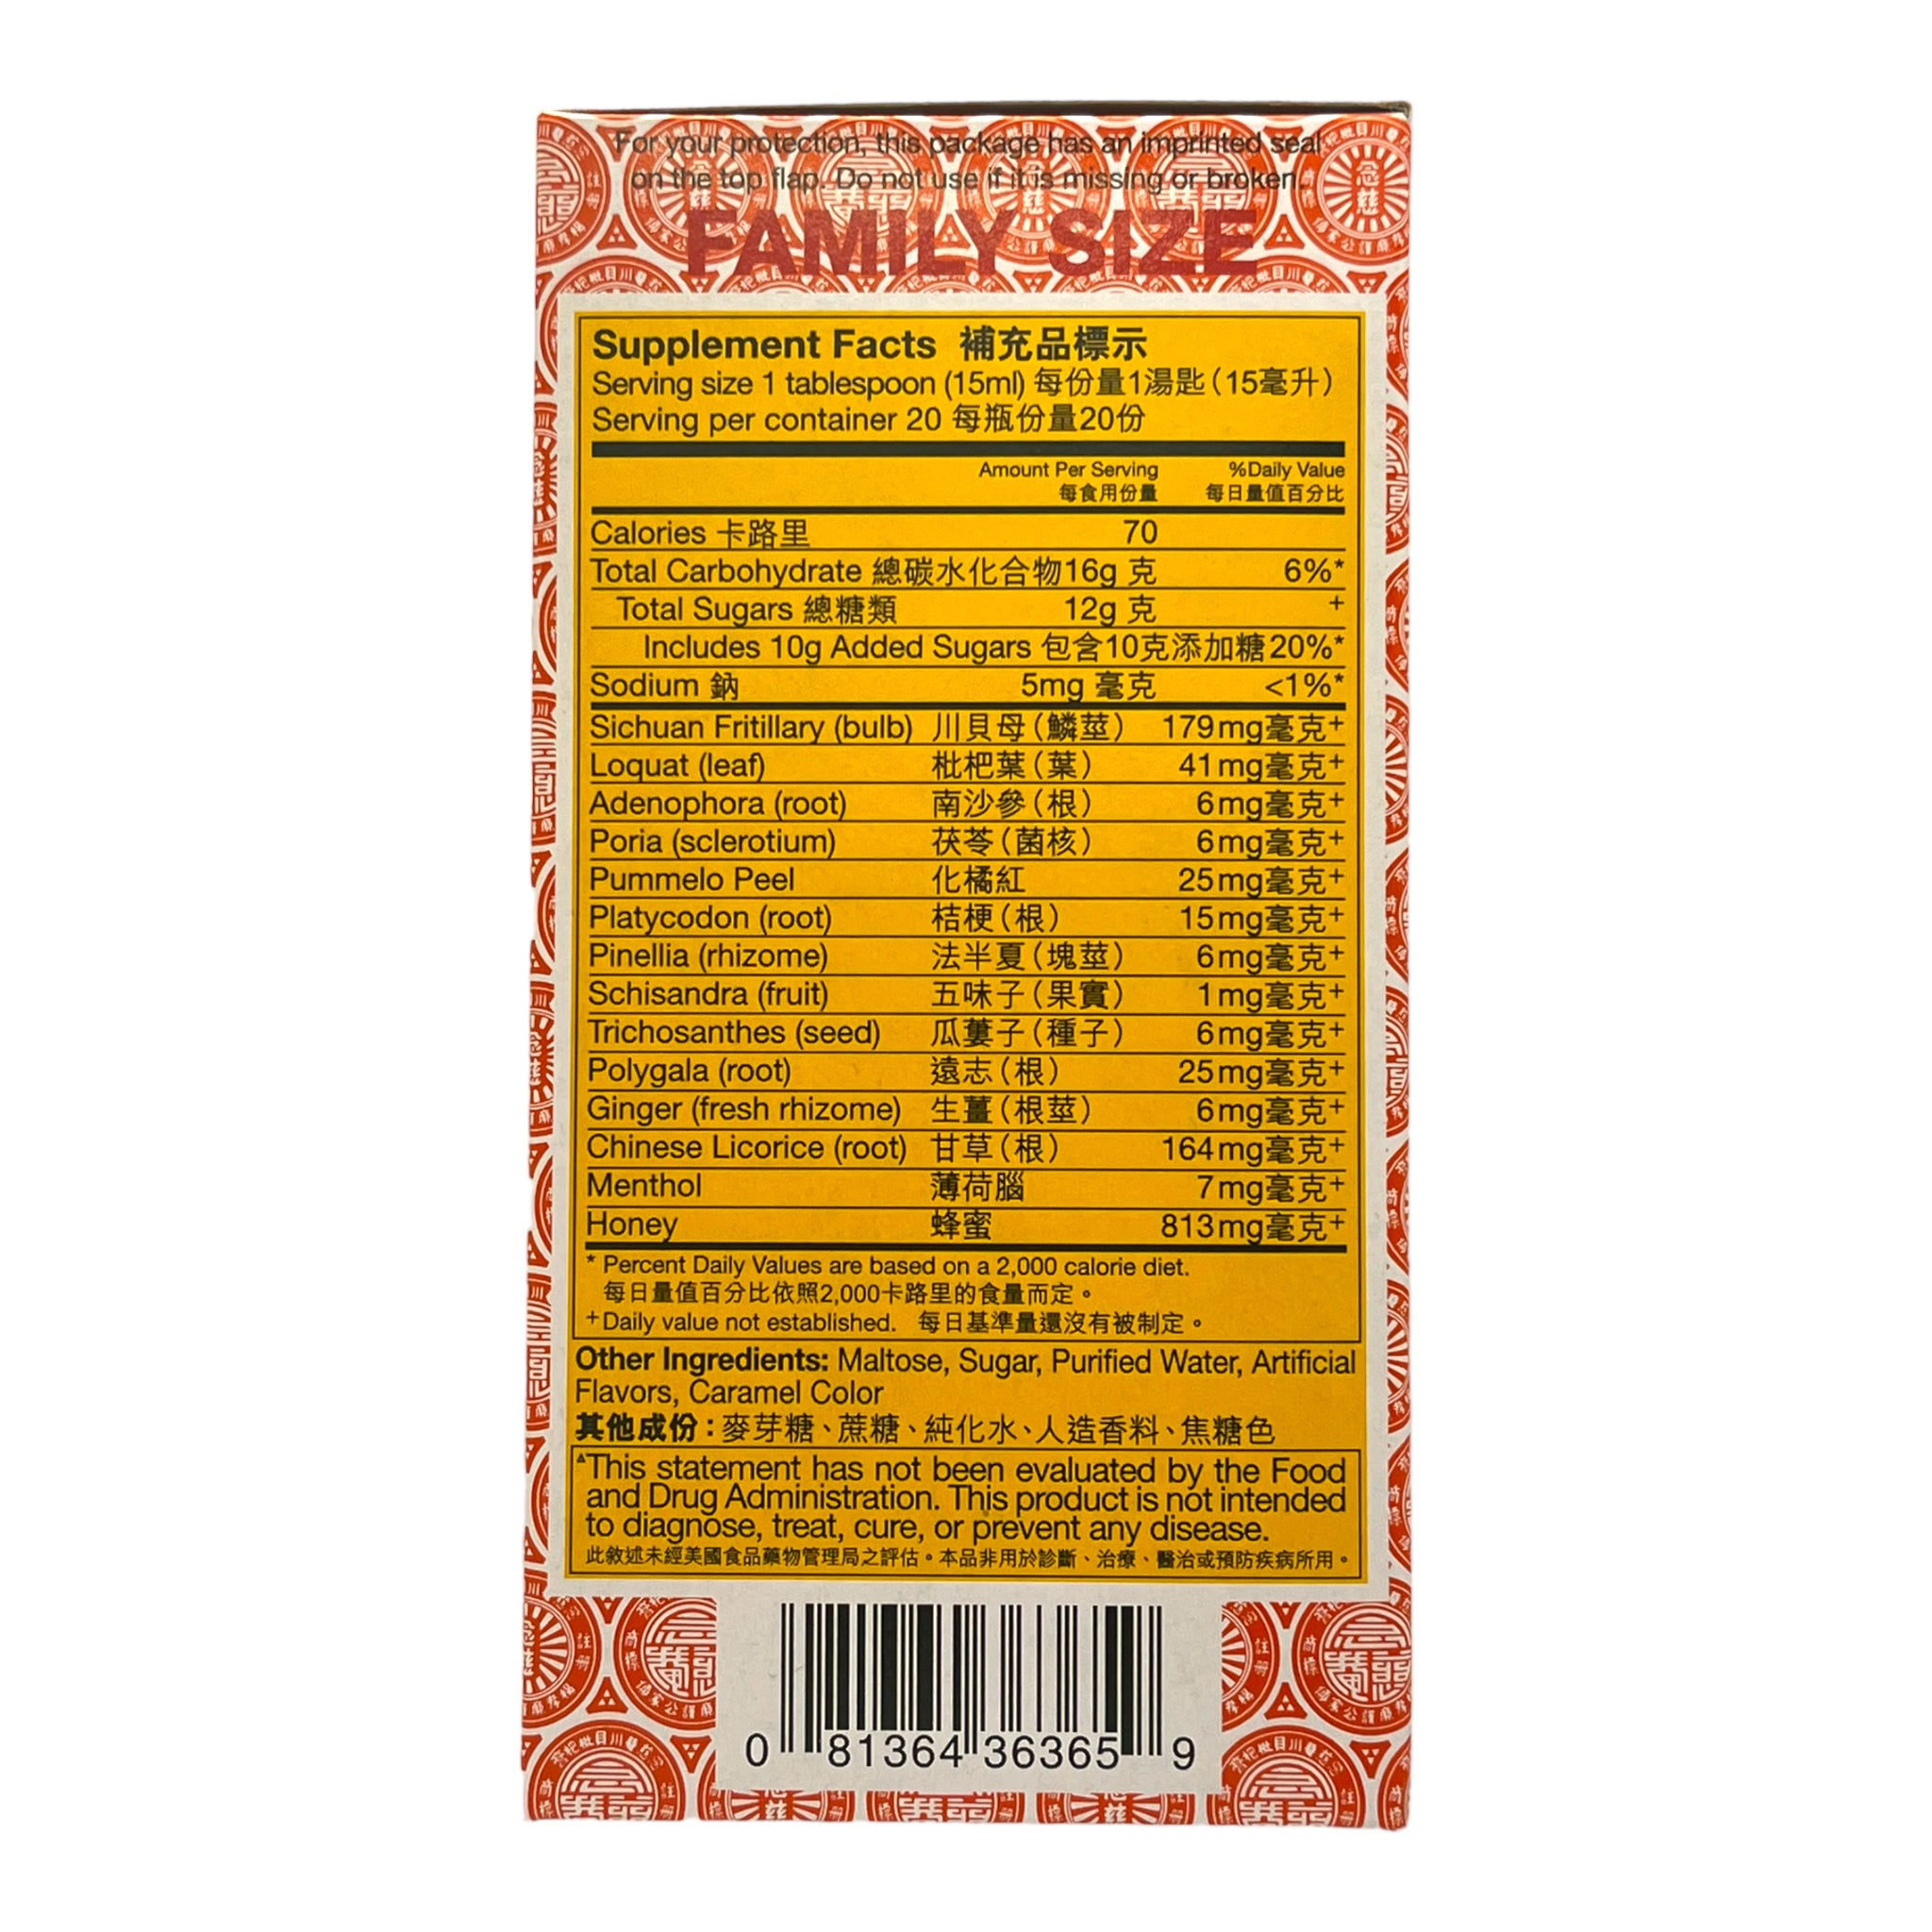 For your protection, this package has an imprinted seal
on the top flap. Do not use if it is missing or broken.
FAMILY SIZE
Supplement Facts 補充品標示
Serving size 1 tablespoon (15ml) 每份量1湯匙(15毫升)
Serving per container 20 每瓶份量20份
Amount Per Serving %Daily Value
每食用份量 每日量值百分比
Calories 卡路里 70
Total Carbohydrate 總碳水化合物16g 克 6%*
Total Sugars 總糖類 12g 克 +
Includes 10g Added Sugars 包含10克添加糖20%*
Sodium 鈉 5mg 毫克 <1%*
Sichuan Fritillary (bulb) 川貝母(鱗莖) 179mg毫克+
Loquat (leaf) 枇杷葉(葉) 41mg毫克+
Adenophora (root) 南沙參(根) 6mg毫克+
Poria (sclerotium) 茯苓(菌核) 6mg毫克+
Pummelo Peel 化橘紅 25mg毫克+
Platycodon (root) 桔梗(根) 15mg毫克+
Pinellia (rhizome) 法半夏(塊莖) 6mg毫克+
Schisandra (fruit) 五味子(果實) 1mg毫克+
Trichosanthes (seed) 瓜蔞子(種子) 6mg毫克+
Polygala (root) 遠志(根) 25mg毫克+
Ginger (fresh rhizome) 生薑(根莖) 6mg毫克+
Chinese Licorice (root) 甘草(根) 164mg毫克+
Menthol 薄荷腦 7mg毫克+
Honey 蜂蜜 813mg毫克+
* Percent Daily Values are based on a 2,000 calorie diet.
每日量值百分比依照2,000卡路里的食量而定。
+Daily value not established. 每日基準量還沒有被制定。
Other Ingredients: Maltose, Sugar, Purified Water, Artificial
Flavors, Caramel Color
其他成份:麥芽糖、蔗糖、純化水、人造香料、焦糖色
▲This statement has not been evaluated by the Food
and Drug Administration. This product is not intended
to diagnose, treat, cure, or prevent any disease.
此敘述未經美國食品藥物管理局之評估。本品非用於診斷、治療、醫治或預防疾病所用。
0 81364 36365 9